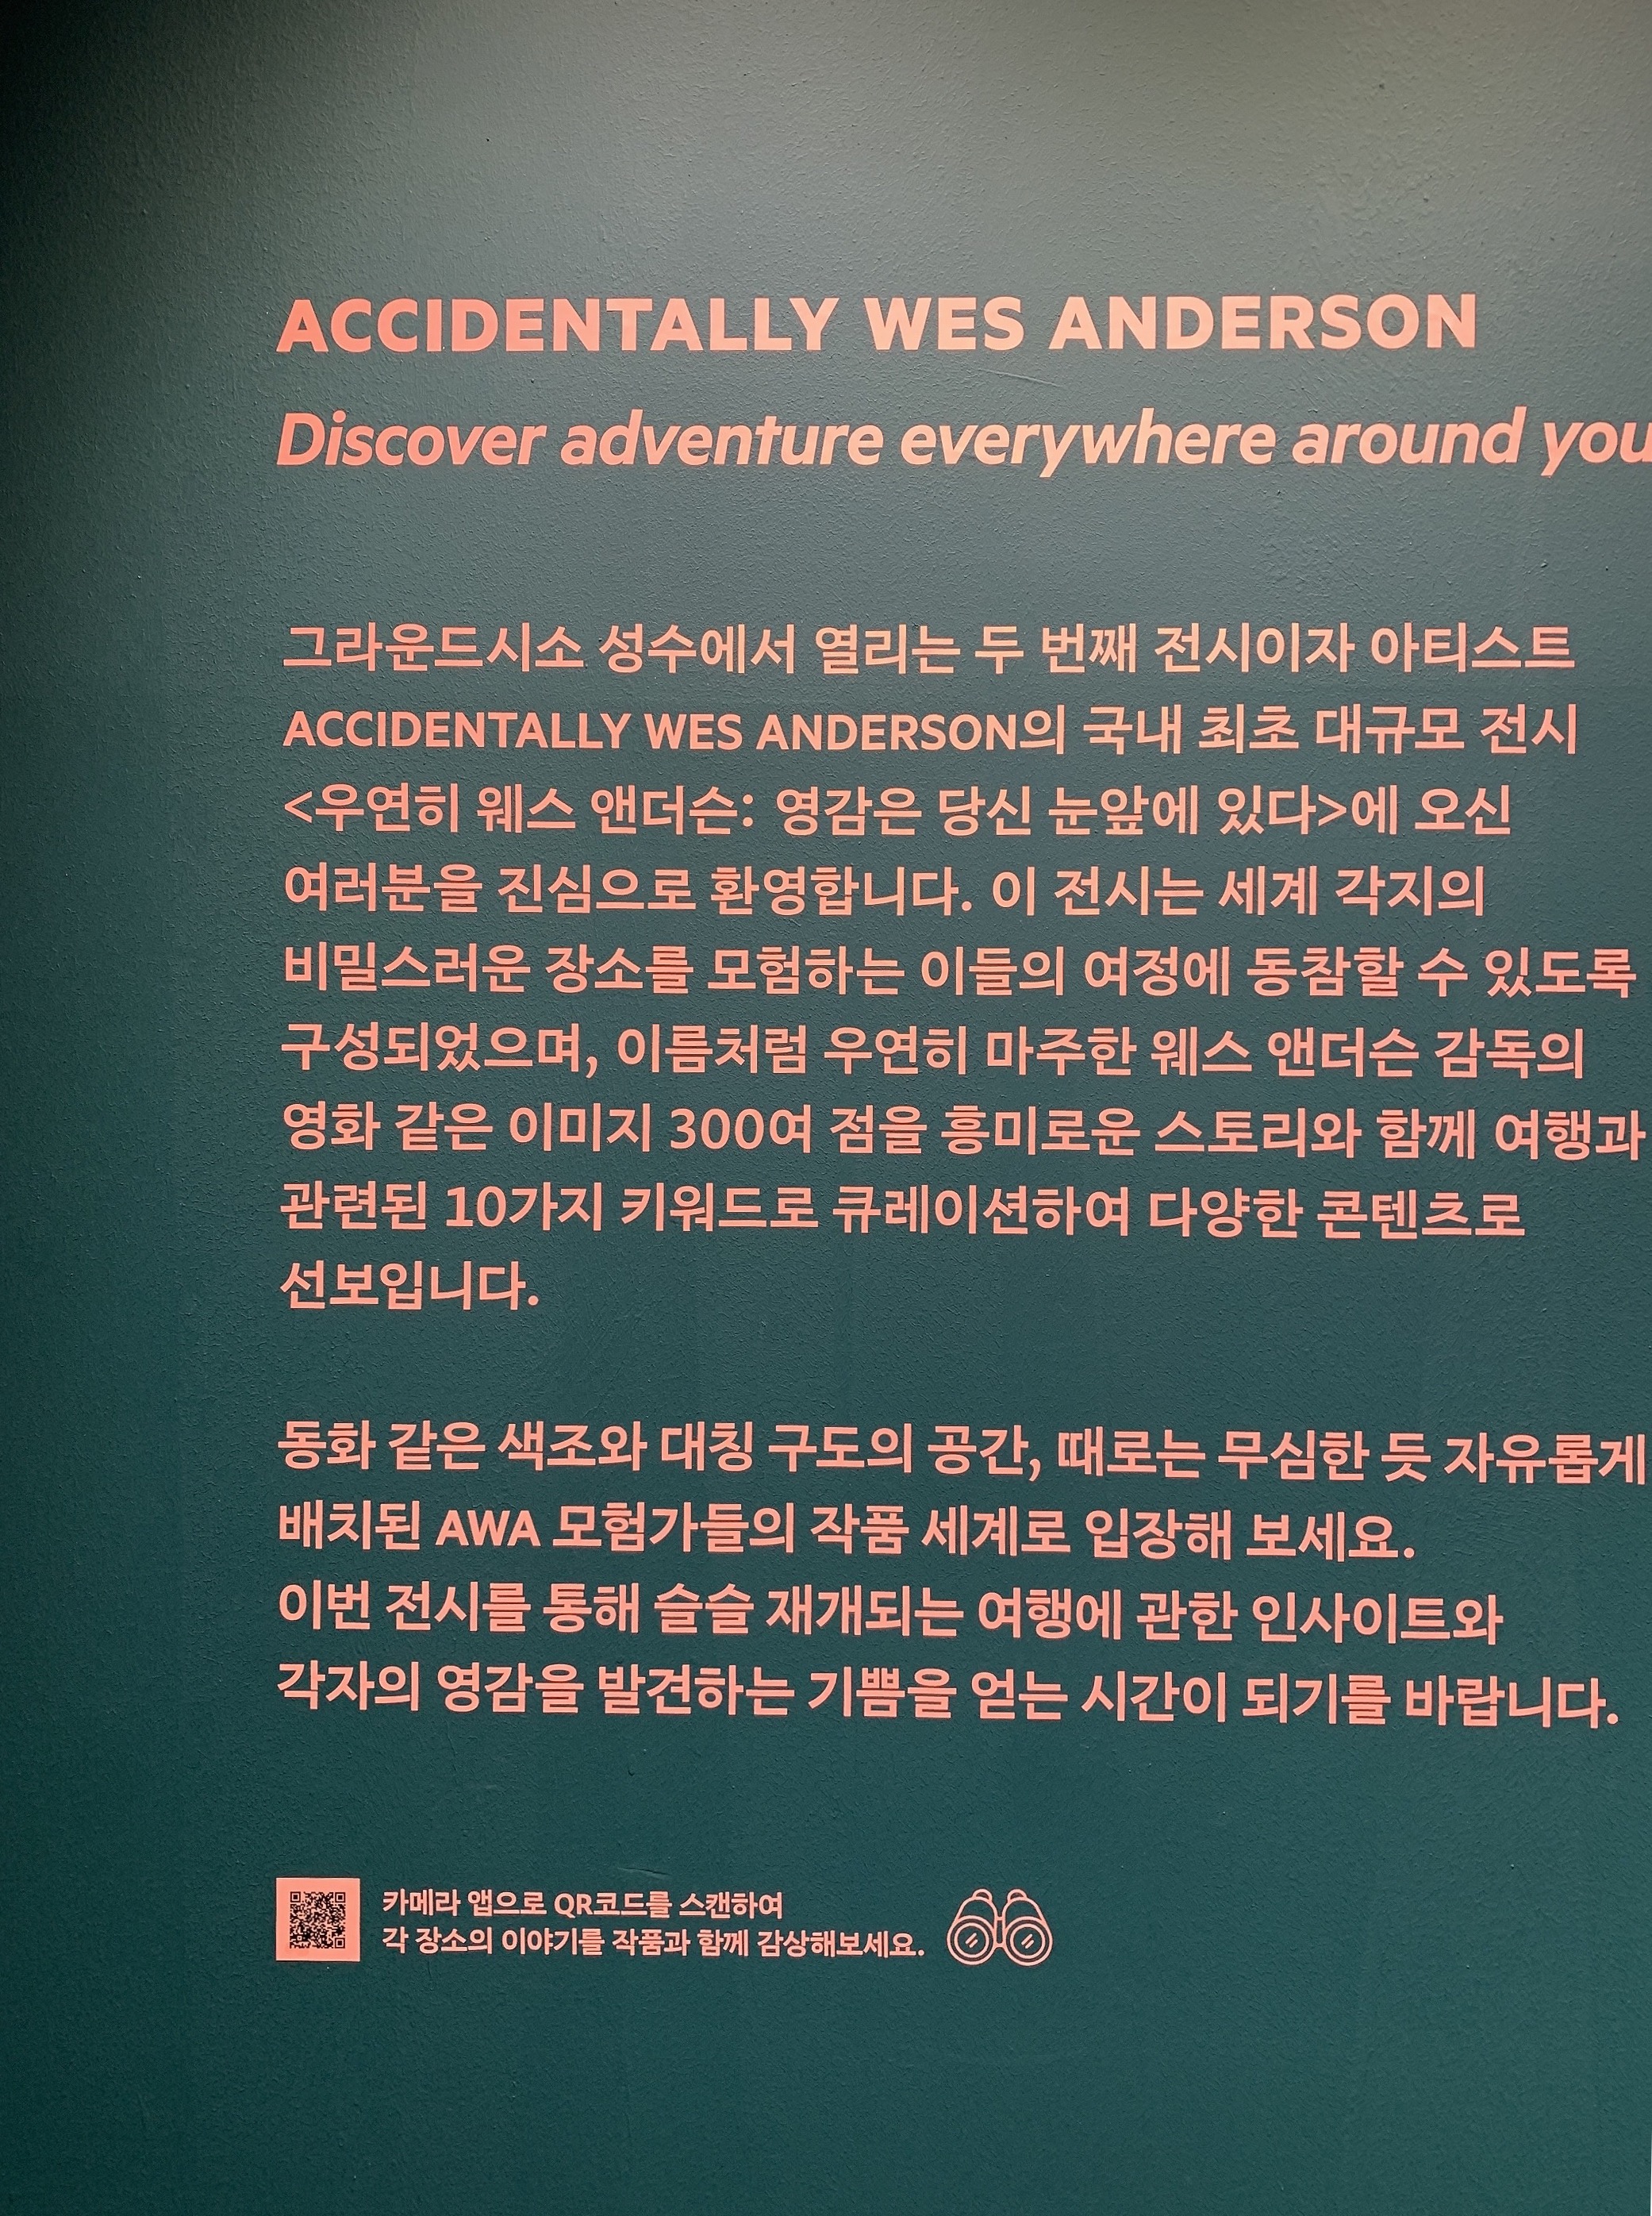 ACCIDENTALLY WES ANDERSON
Discover adventure everywhere around you
그라운드시소 성수에서 열리는 두 번째 전시이자 아티스트
ACCIDENTALLY WES ANDERSON의 국내 최초 대규모 전시
<우연히 웨스 앤더슨: 영감은 당신 눈앞에 있다>에 오신
여러분을 진심으로 환영합니다. 이 전시는 세계 각지의
비밀스러운 장소를 모험하는 이들의 여정에 동참할 수 있도록
구성되었으며, 이름처럼 우연히 마주한 웨스 앤더슨 감독의
영화 같은 이미지 300여 점을 흥미로운 스토리와 함께 여행과
관련된 10가지 키워드로 큐레이션하여 다양한 콘텐츠로
선보입니다.
동화 같은 색조와 대칭 구도의 공간, 때로는 무심한 듯 자유롭게
배치된 AWA 모험가들의 작품 세계로 입장해 보세요.
이번 전시를 통해 슬슬 재개되는 여행에 관한 인사이트와
각자의 영감을 발견하는 기쁨을 얻는 시간이 되기를 바랍니다.
카메라 앱으로 QR코드를 스캔하여
각 장소의 이야기를 작품과 함께 감상해보세요.